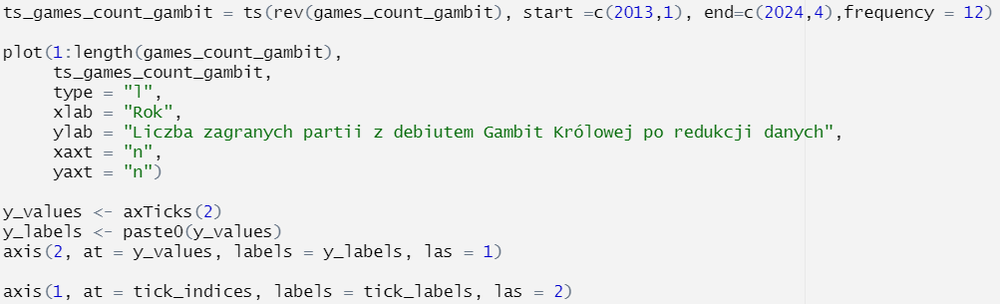 ts_games_count_gambit = ts(rev(games_count_gambit), start =c(2013,1), end=c(2024,4),frequency = 12)
plot(1:length(games_count_gambit),
ts_games_count_gambit,
type = "l",
xlab = "Rok",
ylab = "Liczba zagranych partii z debiutem Gambit Królowej po redukcji danych",
xaxt = "n",
yaxt = "n")
y_values <- axTicks(2)
y_labels <- paste0(y_values)
axis(2, at = y_values, labels = y_labels, las = 1)
axis(1, at = tick_indices, labels = tick_labels, las = 2)